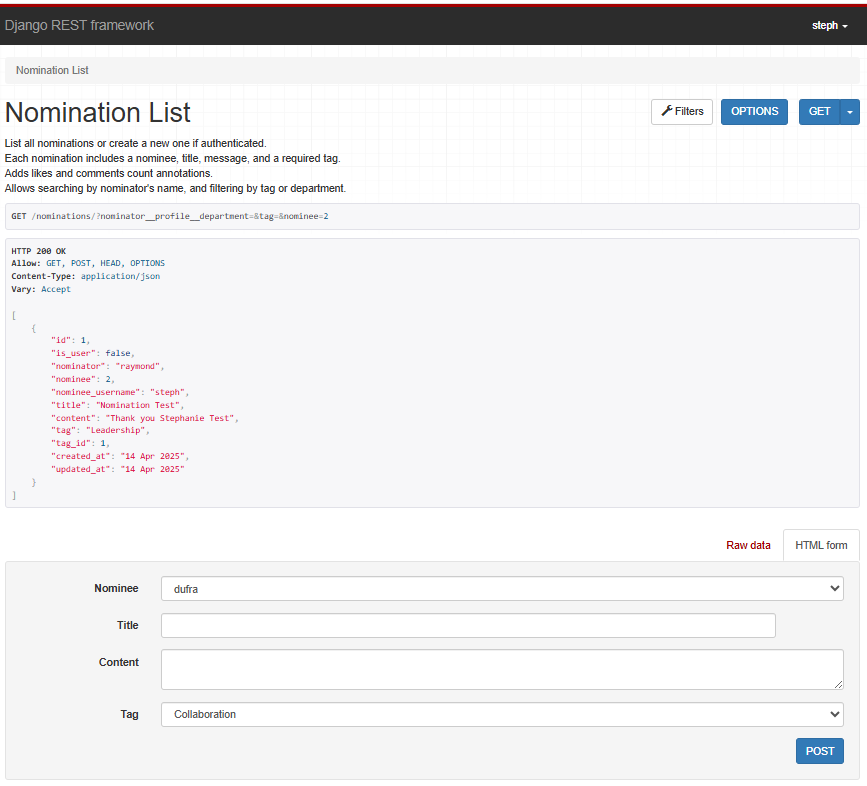 Django REST framework
steph
Nomination List
Nomination List
Filters
OPTIONS
GET
List all nominations or create a new one if authenticated.
Each nomination includes a nominee, title, message, and a required tag.
Adds likes and comments count annotations.
Allows searching by nominator's name, and filtering by tag or department.
GET /nominations/?nominator__profile__department=&tag=&nominee=2
HTTP 200 OK
Allow: GET, POST, HEAD, OPTIONS
Content-Type: application/json
Vary: Accept
[
    {
        "id": 1,
        "is_user": false,
        "nominator": "raymond",
        "nominee": 2,
        "nominee_username": "steph",
        "title": "Nomination Test",
        "content": "Thank you Stephanie Test",
        "tag": "Leadership",
        "tag_id": 1,
        "created_at": "14 Apr 2025",
        "updated_at": "14 Apr 2025"
    }
]
Raw data
HTML form
Nominee
dufra
Title
Content
Tag
Collaboration
POST